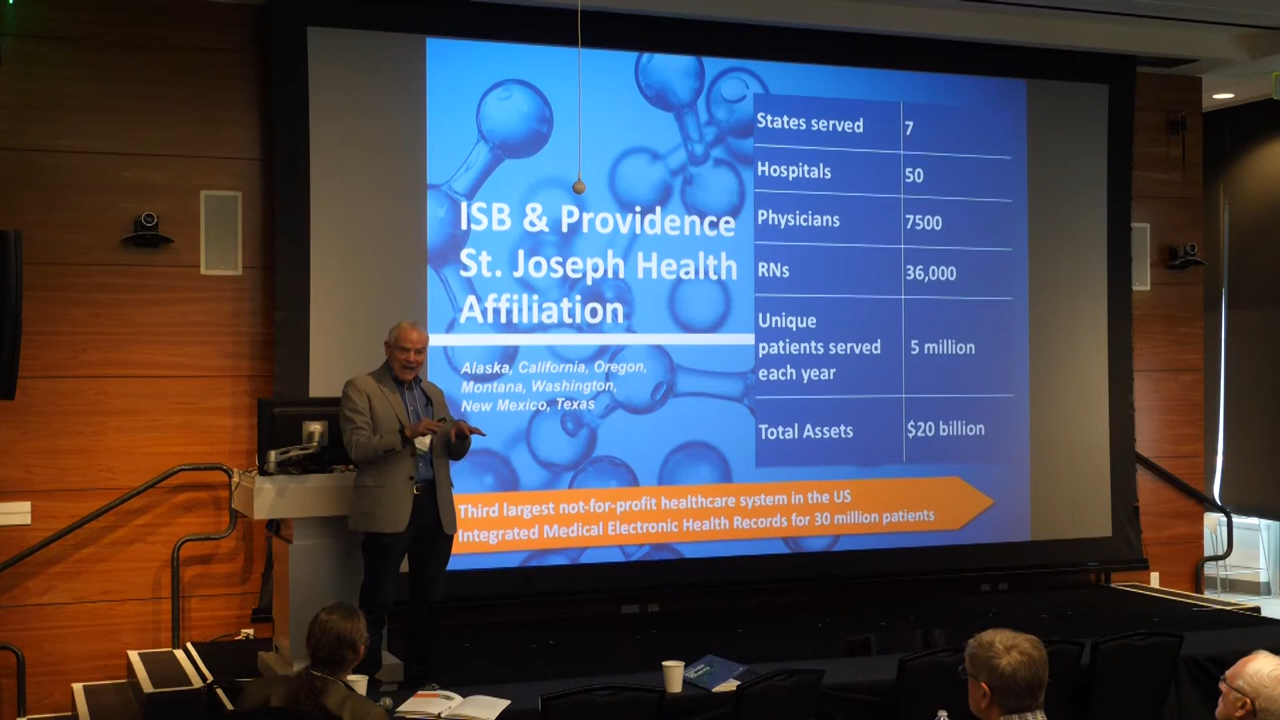 ISB & Providence
St. Joseph Health
Affiliation
Alaska, California, Oregon,
Montana, Washington,
New Mexico, Texas
States served 7
Hospitals 50
Physicians 7500
RNs 36,000
Unique
patients served 5 million
each year
Total Assets $20 billion
Third largest not-for-profit healthcare system in the US
Integrated Medical Electronic Health Records for 30 million patients